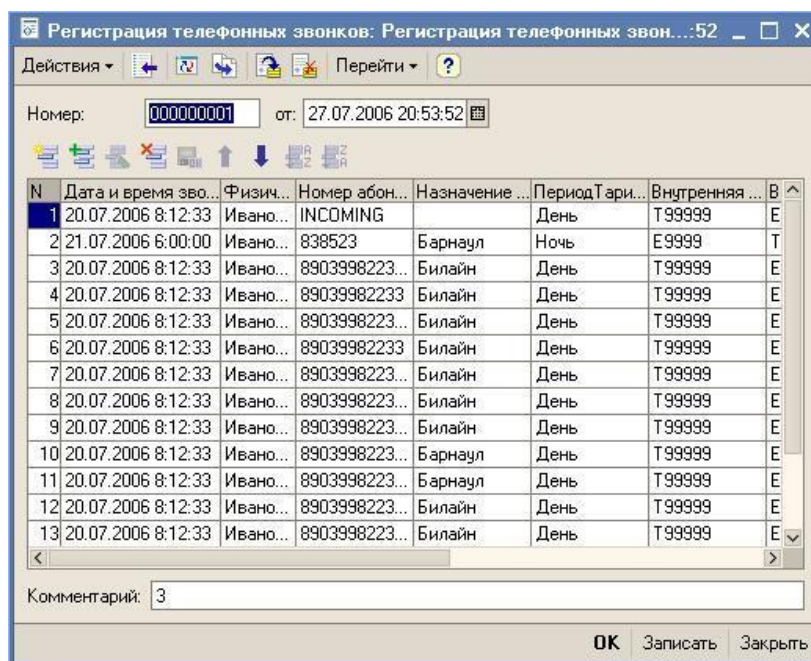 Регистрация телефонных звонков: Регистрация телефонных звон...:52
Действия Перейти ?
Номер: 000000001 от: 27.07.2006 20:53:52
N Дата и время зво... Физич... Номер абон... Назначение ... ПериодТари... Внутренняя ... В
1 20.07.2006 8:12:33 Ивано... INCOMING День T99999 E
2 21.07.2006 6:00:00 Ивано... 838523 Барнаул Ночь E9999 T
3 20.07.2006 8:12:33 Ивано... 8903998223... Билайн День T99999 E
4 20.07.2006 8:12:33 Ивано... 89039982233 Билайн День T99999 E
5 20.07.2006 8:12:33 Ивано... 8903998223... Билайн День T99999 E
6 20.07.2006 8:12:33 Ивано... 89039982233 Билайн День T99999 E
7 20.07.2006 8:12:33 Ивано... 8903998223... Билайн День T99999 E
8 20.07.2006 8:12:33 Ивано... 8903998223... Билайн День T99999 E
9 20.07.2006 8:12:33 Ивано... 8903998223... Билайн День T99999 E
10 20.07.2006 8:12:33 Ивано... 8903998223... Барнаул День T99999 E
11 20.07.2006 8:12:33 Ивано... 8903998223... Барнаул День T99999 E
12 20.07.2006 8:12:33 Ивано... 8903998223... Билайн День T99999 E
13 20.07.2006 8:12:33 Ивано... 8903998223... Билайн День T99999 E
Комментарий: 3
OK Записать Закрыть